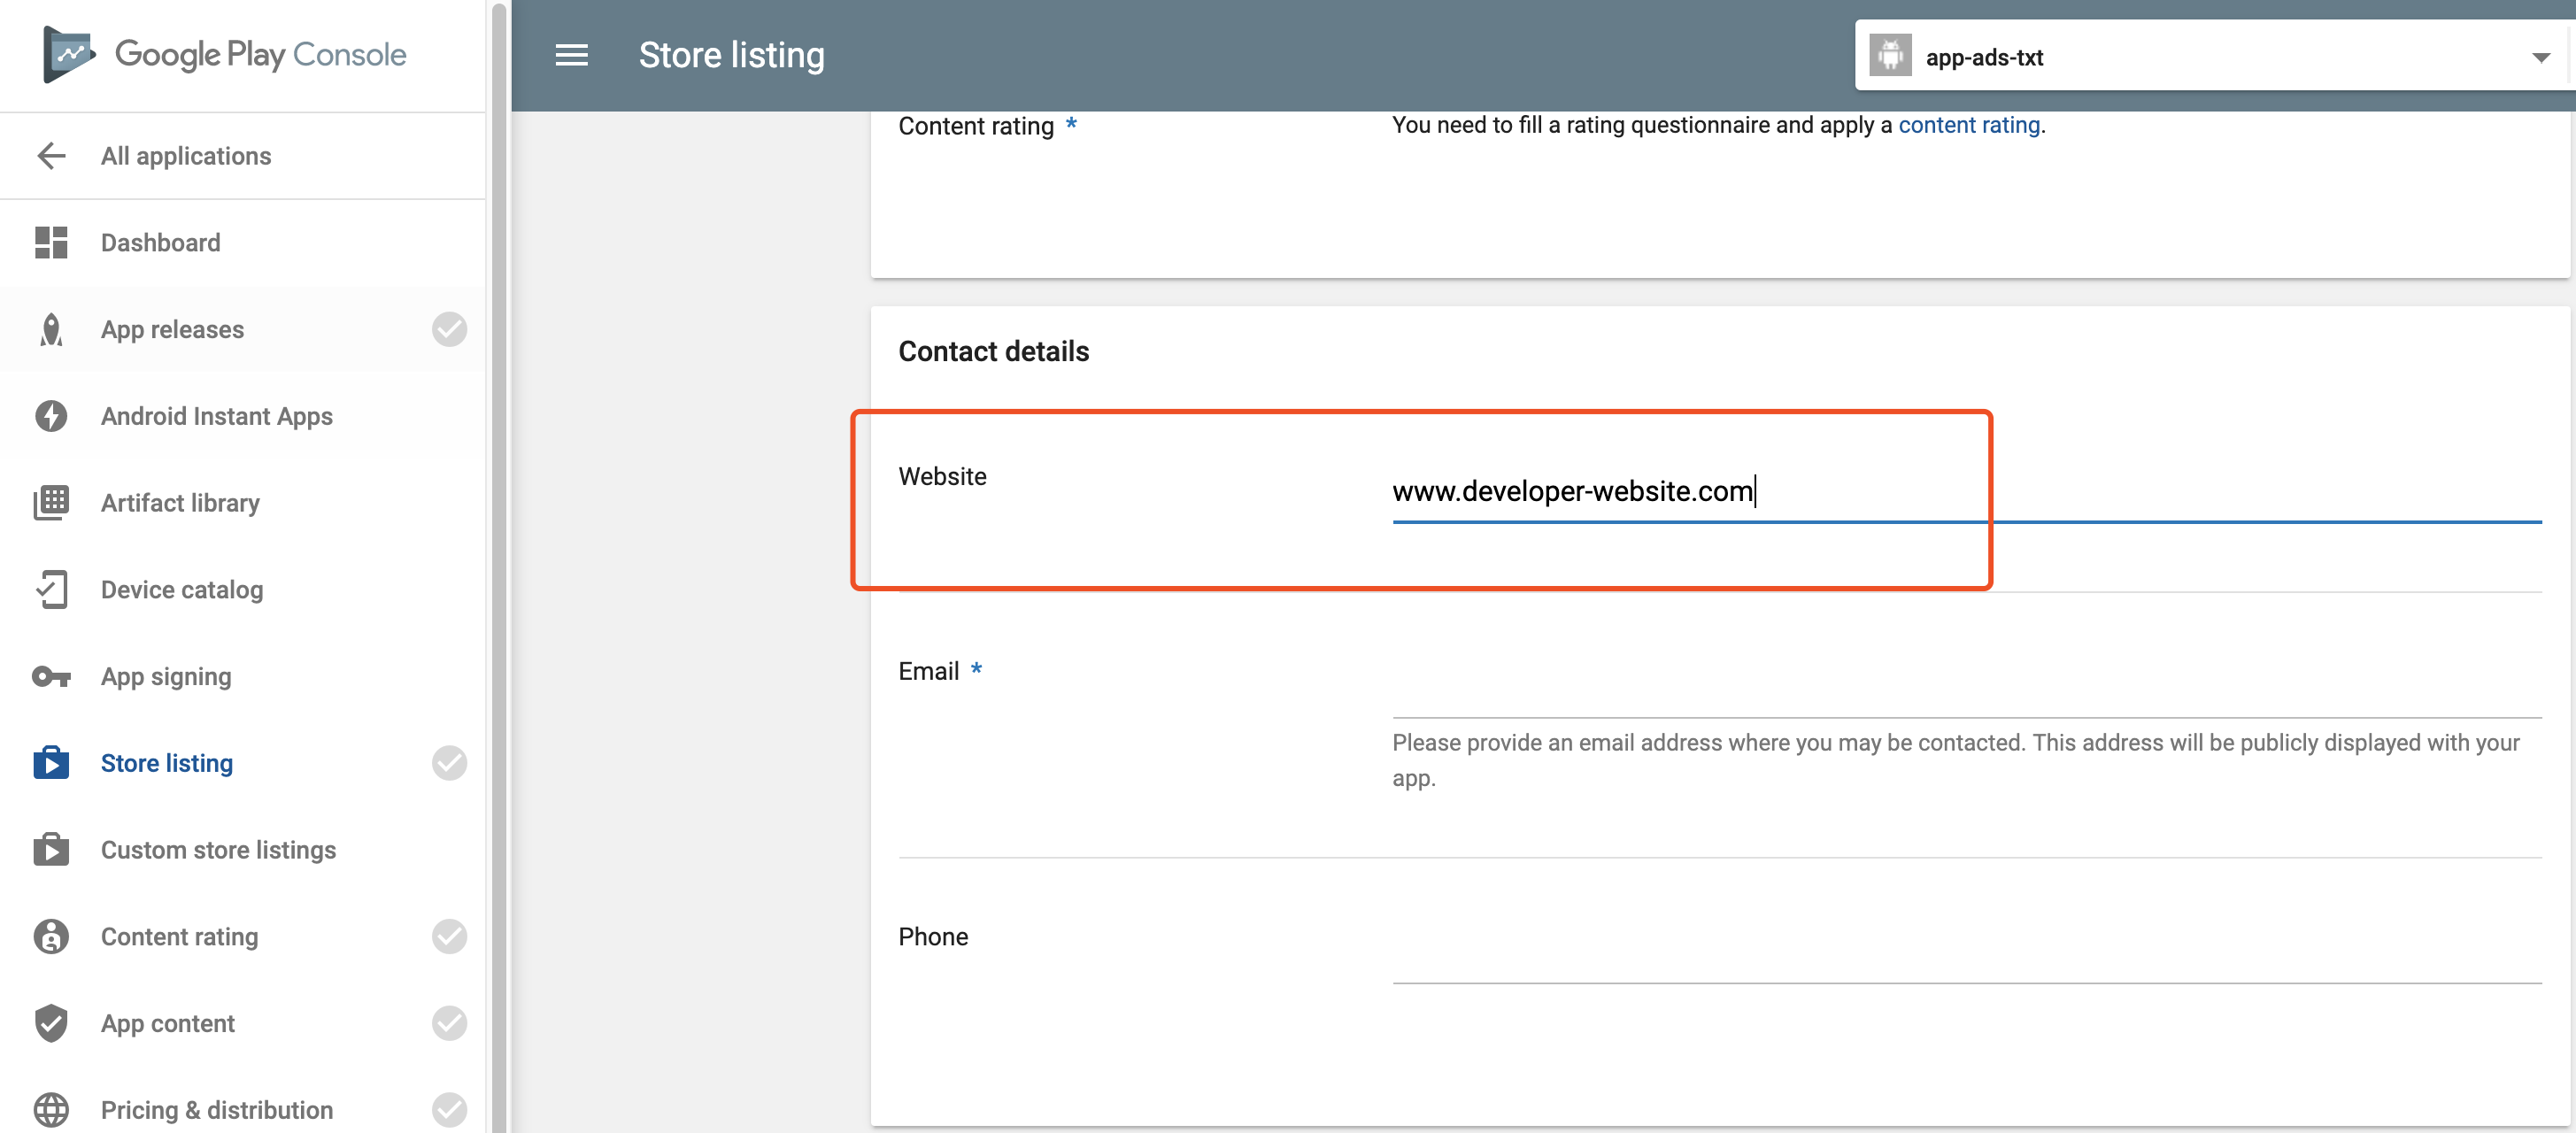 Google Play Console
All applications
Dashboard
App releases
Android Instant Apps
Artifact library
Device catalog
App signing
Store listing
Custom store listings
Content rating
App content
Pricing & distribution
Store listing
app-ads-txt
Content rating *
You need to fill a rating questionnaire and apply a content rating.
Contact details
Website
www.developer-website.com
Email *
Please provide an email address where you may be contacted. This address will be publicly displayed with your
app.
Phone